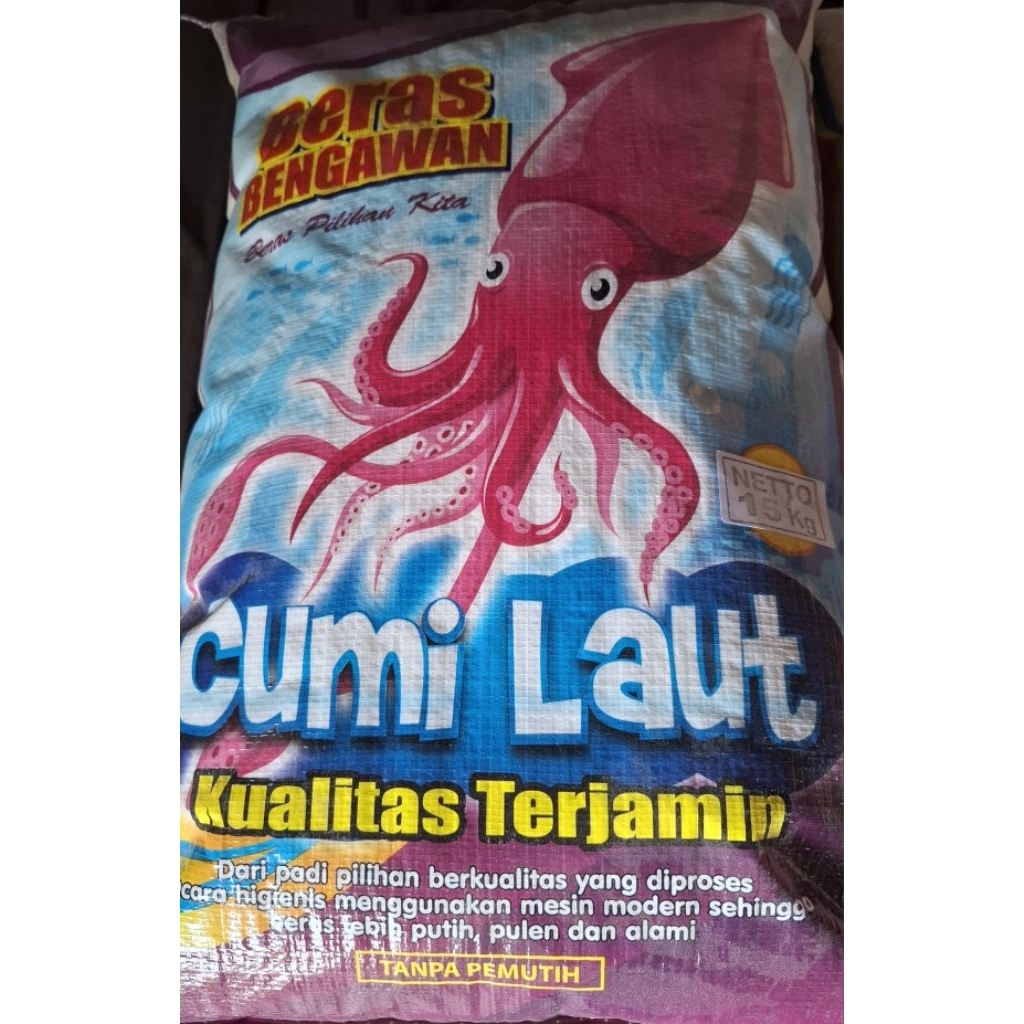 Beras
BENGAWAN
Beras Pilihan Kita
NETTO
15 Kg
Cumi Laut
Kualitas Terjamin
Dari padi pilihan berkualitas yang diproses
cara higienis menggunakan mesin modern sehingga
beras lebih putih, pulen dan alami
TANPA PEMUTIH